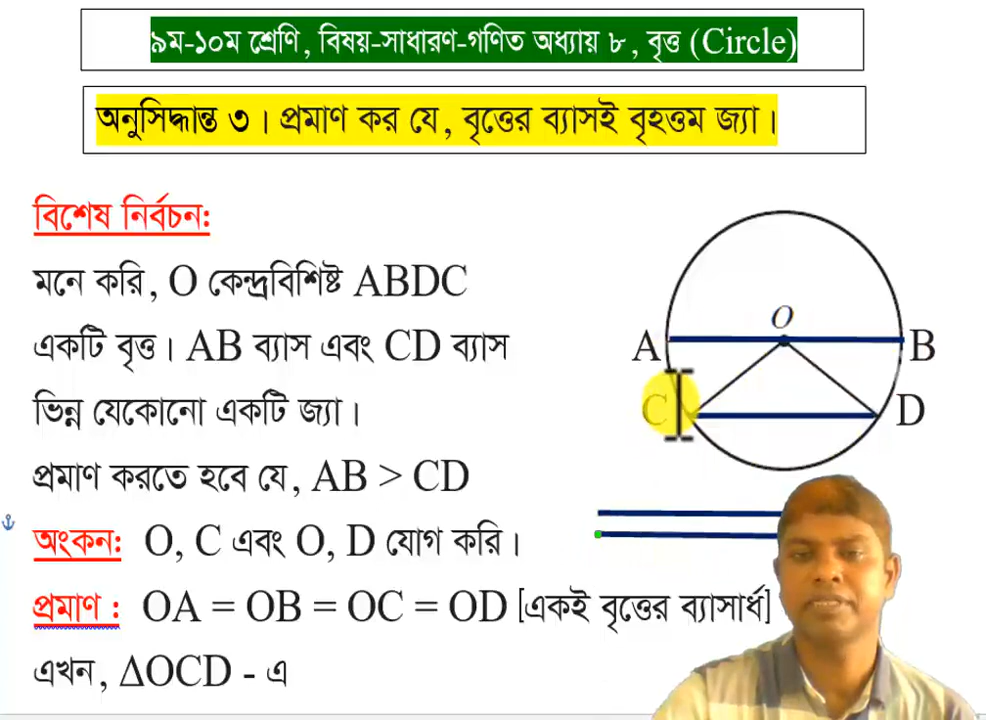 ৯ম-১০ম শ্রেণি, বিষয়-সাধারণ-গণিত অধ্যায় ৮, বৃত্ত (Circle)
অনুসিদ্ধান্ত ৩। প্রমাণ কর যে, বৃত্তের ব্যাসই বৃহত্তম জ্যা।
বিশেষ নির্বচন:
মনে করি, O কেন্দ্রবিশিষ্ট ABDC
একটি বৃত্ত। AB ব্যাস এবং CD ব্যাস
ভিন্ন যেকোনো একটি জ্যা।
প্রমাণ করতে হবে যে, AB > CD
অংকন: O, C এবং O, D যোগ করি।
প্রমাণ : OA = OB = OC = OD [একই বৃত্তের ব্যাসার্ধ]
এখন, ΔOCD - এ
O
A
B
C
D